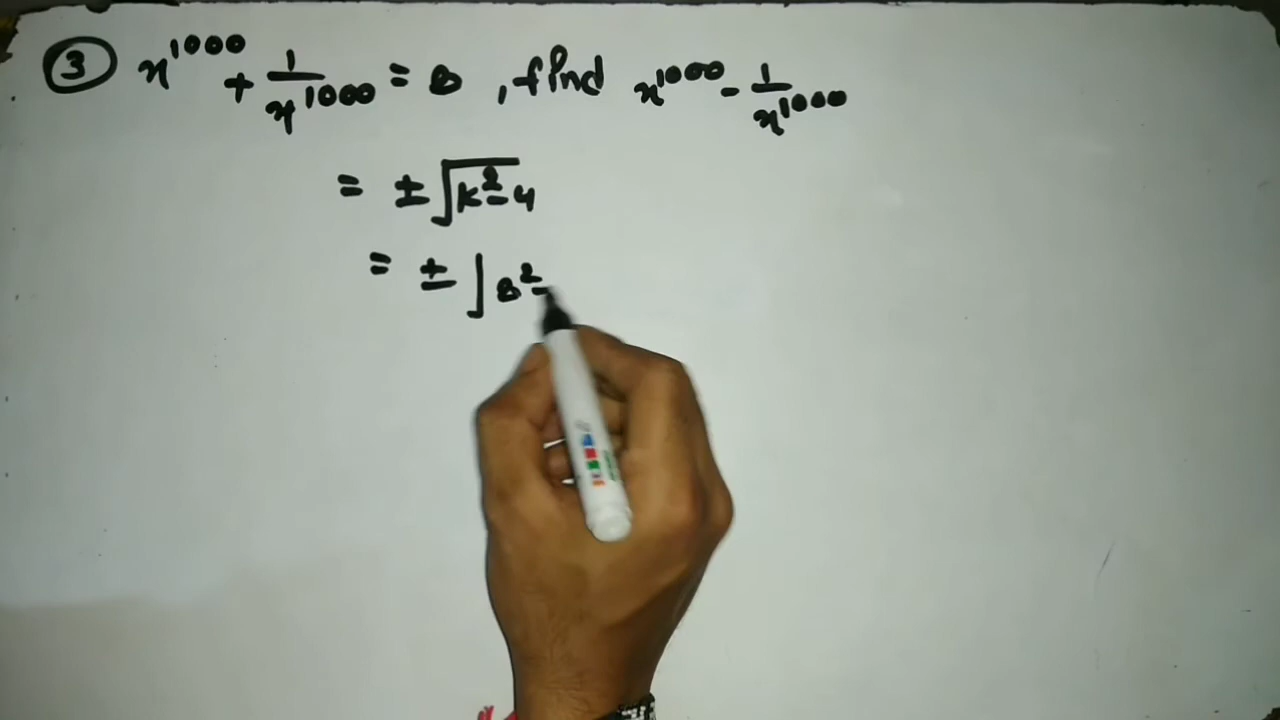 ③ x¹⁰⁰⁰ + 1/x¹⁰⁰⁰ = 8 , find x¹⁰⁰⁰ - 1/x¹⁰⁰⁰
= ± √k² - 4
= ± √8² -